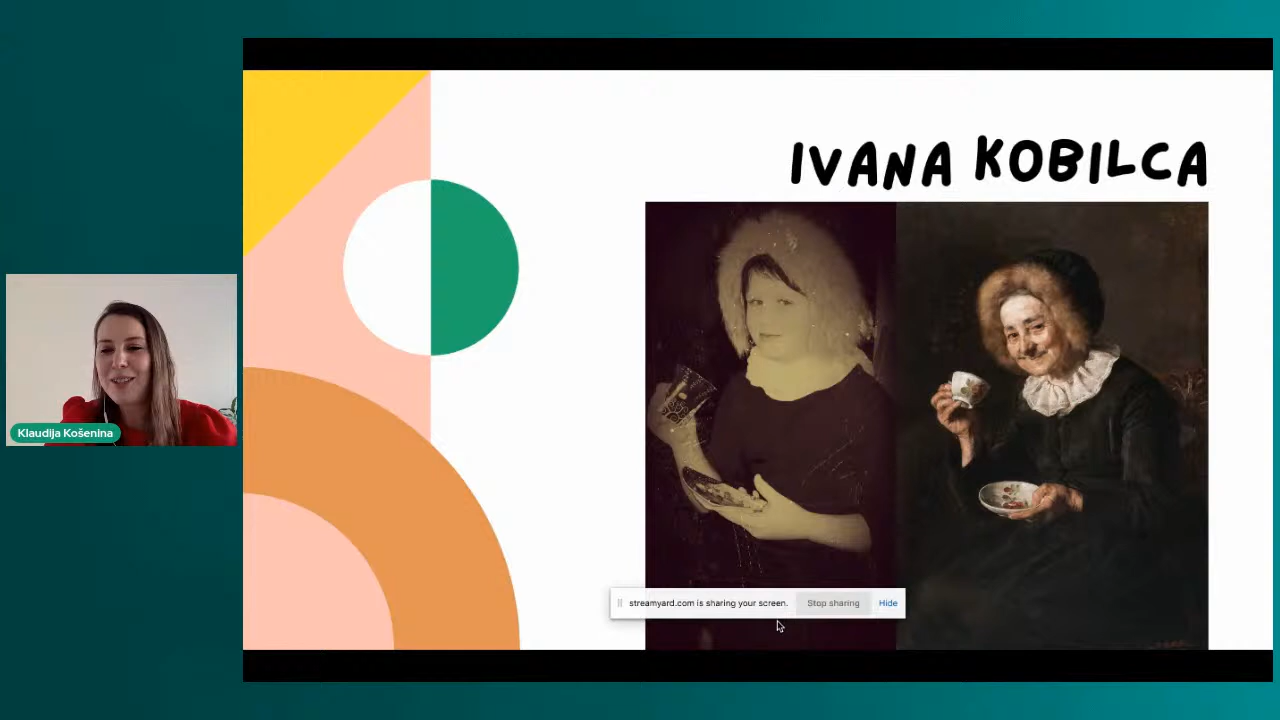 IVANA KOBILCA
Klaudija Košenina
streamyard.com is sharing your screen. Stop sharing Hide